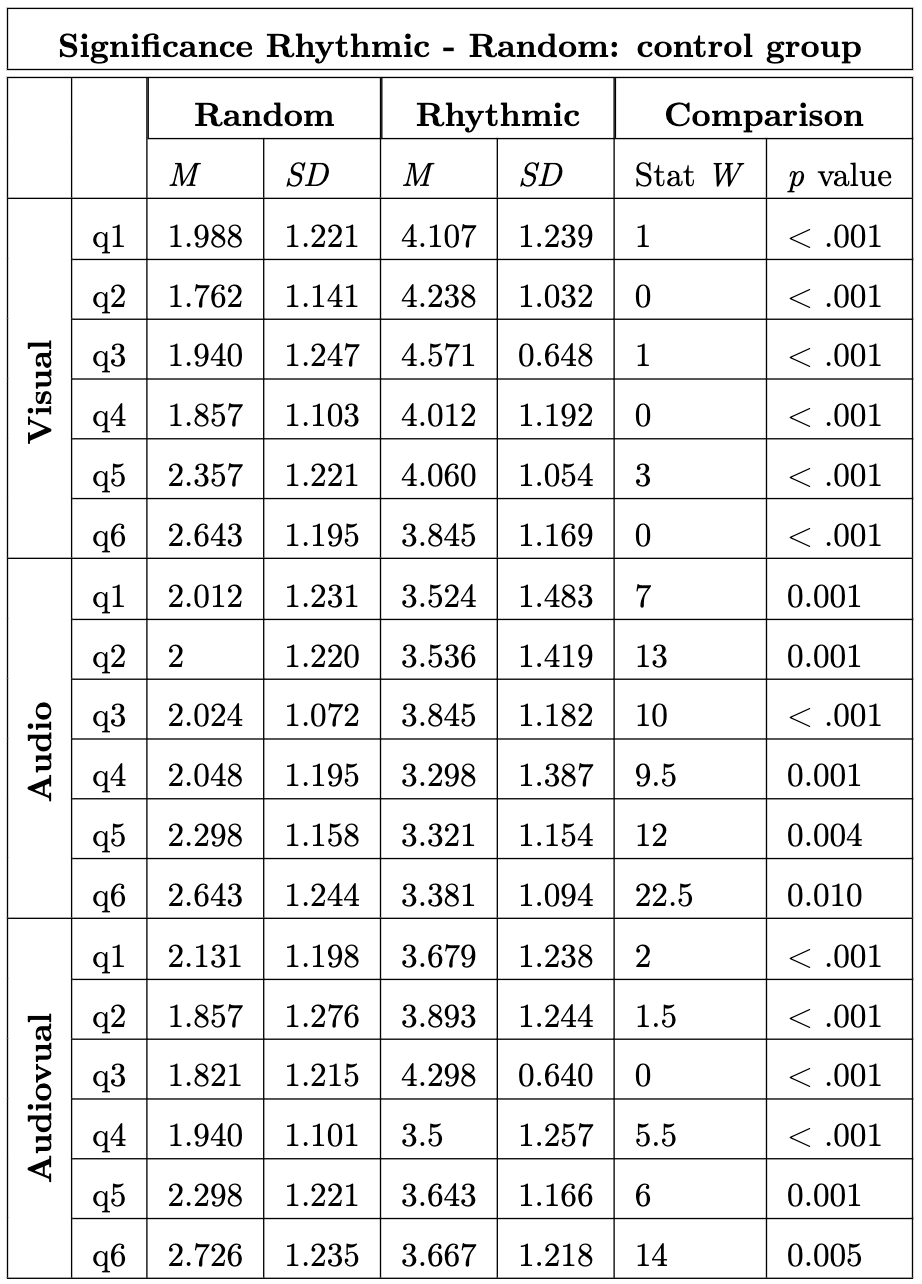 Significance Rhythmic - Random: control group
Random Rhythmic Comparison
M SD M SD Stat W p value
Visual
q1 1.988 1.221 4.107 1.239 1 < .001
q2 1.762 1.141 4.238 1.032 0 < .001
q3 1.940 1.247 4.571 0.648 1 < .001
q4 1.857 1.103 4.012 1.192 0 < .001
q5 2.357 1.221 4.060 1.054 3 < .001
q6 2.643 1.195 3.845 1.169 0 < .001
Audio
q1 2.012 1.231 3.524 1.483 7 0.001
q2 2 1.220 3.536 1.419 13 0.001
q3 2.024 1.072 3.845 1.182 10 < .001
q4 2.048 1.195 3.298 1.387 9.5 0.001
q5 2.298 1.158 3.321 1.154 12 0.004
q6 2.643 1.244 3.381 1.094 22.5 0.010
Audiovual
q1 2.131 1.198 3.679 1.238 2 < .001
q2 1.857 1.276 3.893 1.244 1.5 < .001
q3 1.821 1.215 4.298 0.640 0 < .001
q4 1.940 1.101 3.5 1.257 5.5 < .001
q5 2.298 1.221 3.643 1.166 6 0.001
q6 2.726 1.235 3.667 1.218 14 0.005